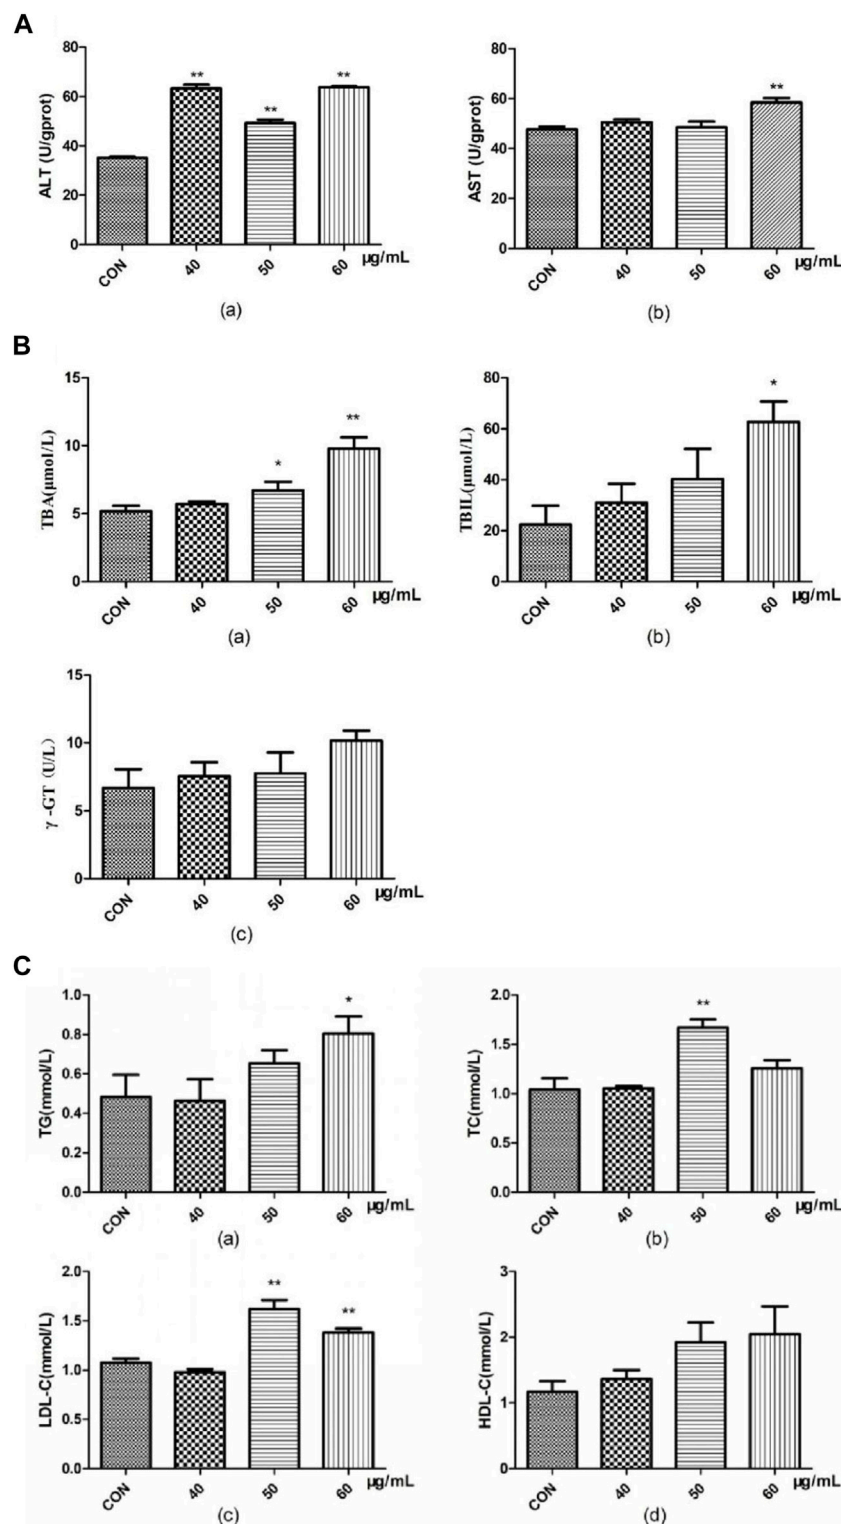 A
ALT (U/gprot)
80
60
40
20
0
**
**
**
CON
40
50
60
µg/mL
(a)
AST (U/gprot)
80
60
40
20
0
**
CON
40
50
60
µg/mL
(b)
B
TBA(µmol/L)
15
10
5
0
*
**
CON
40
50
60
µg/mL
(a)
TBIL(µmol/L)
80
60
40
20
0
*
CON
40
50
60
µg/mL
(b)
γ -GT (U/L)
15
10
5
0
CON
40
50
60
µg/mL
(c)
C
TG(mmol/L)
1.0
0.8
0.6
0.4
0.2
0.0
*
CON
40
50
60
µg/mL
(a)
TC(mmol/L)
2.0
1.5
1.0
0.5
0.0
**
CON
40
50
60
µg/mL
(b)
LDL-C(mmol/L)
2.0
1.5
1.0
0.5
0.0
**
**
CON
40
50
60
µg/mL
(c)
HDL-C(mmol/L)
3
2
1
0
CON
40
50
60
µg/mL
(d)